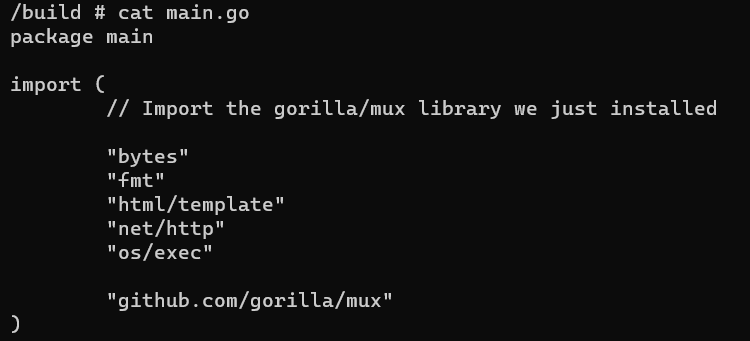 /build # cat main.go
package main
import (
// Import the gorilla/mux library we just installed
"bytes"
"fmt"
"html/template"
"net/http"
"os/exec"
"github.com/gorilla/mux"
)